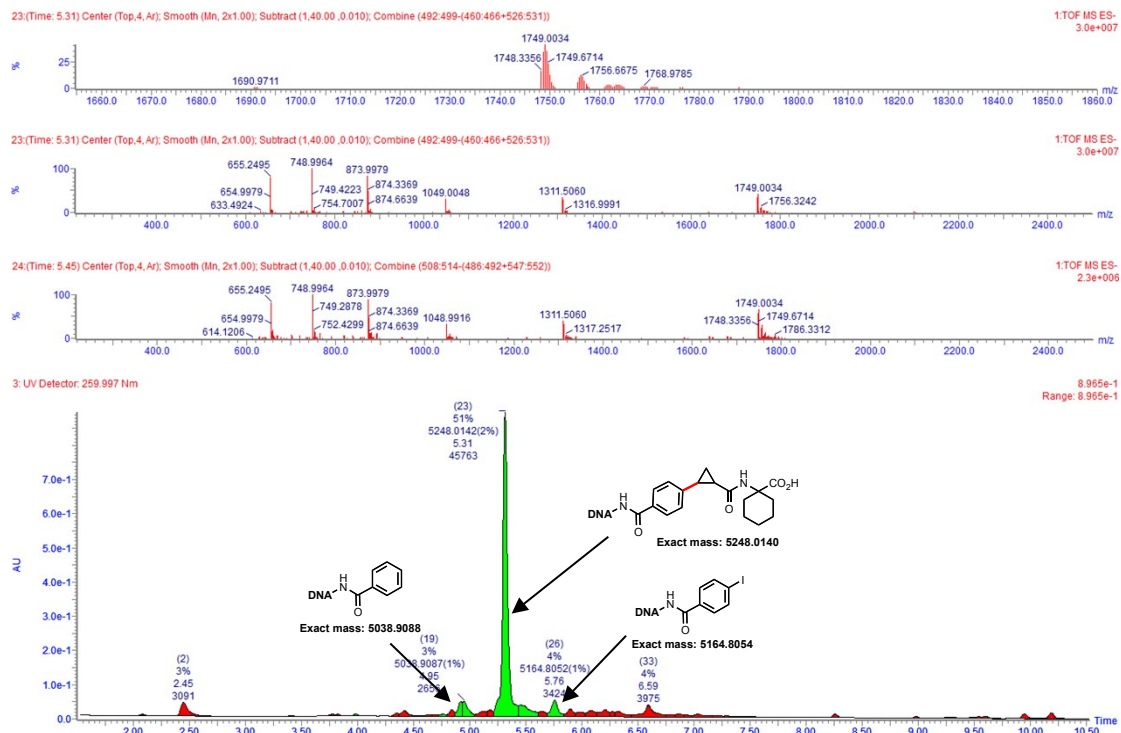 23:(Time: 5.31) Center (Top,4, Ar); Smooth (Mn, 2x1.00); Subtract (1,40.00 ,0.010); Combine (492:499-(460:466+526:531))
1:TOF MS ES-
3.0e+007
1749.0034
1748.3356
1749.6714
1756.6675
1768.9785
1690.9711
%
25
0
1660.0 1670.0 1680.0 1690.0 1700.0 1710.0 1720.0 1730.0 1740.0 1750.0 1760.0 1770.0 1780.0 1790.0 1800.0 1810.0 1820.0 1830.0 1840.0 1850.0 1860.0
m/z
23:(Time: 5.31) Center (Top,4, Ar); Smooth (Mn, 2x1.00); Subtract (1,40.00 ,0.010); Combine (492:499-(460:466+526:531))
1:TOF MS ES-
3.0e+007
%
100
0
655.2495
748.9964
873.9979
874.3369
654.9979
749.4223
874.6639
1049.0048
1311.5060
1749.0034
633.4924
754.7007
1316.9991
1756.3242
400.0 600.0 800.0 1000.0 1200.0 1400.0 1600.0 1800.0 2000.0 2200.0 2400.0
m/z
24:(Time: 5.45) Center (Top,4, Ar); Smooth (Mn, 2x1.00); Subtract (1,40.00 ,0.010); Combine (508:514-(486:492+547:552))
1:TOF MS ES-
2.3e+006
%
100
0
655.2495
748.9964
873.9979
749.2878
874.3369
654.9979
874.6639
1048.9916
1311.5060
1749.0034
1748.3356
1749.6714
614.1206
752.4299
1317.2517
1786.3312
400.0 600.0 800.0 1000.0 1200.0 1400.0 1600.0 1800.0 2000.0 2200.0 2400.0
m/z
3: UV Detector: 259.997 Nm
8.965e-1
Range: 8.965e-1
(23)
51%
5248.0142(2%)
5.31
45763
AU
7.0e-1
6.0e-1
5.0e-1
4.0e-1
3.0e-1
2.0e-1
1.0e-1
0.0
DNA
H
N
O
O
H
N
CO₂H
Exact mass: 5248.0140
DNA
H
N
O
Exact mass: 5038.9088
DNA
H
N
O
I
Exact mass: 5164.8054
(2)
3%
2.45
3091
(19)
3%
5038.9087(1%)
4.95
(26)
4%
5164.8052(1%)
5.76
3424
(33)
4%
6.59
3975
2.00 2.50 3.00 3.50 4.00 4.50 5.00 5.50 6.00 6.50 7.00 7.50 8.00 8.50 9.00 9.50 10.00 10.50
Time